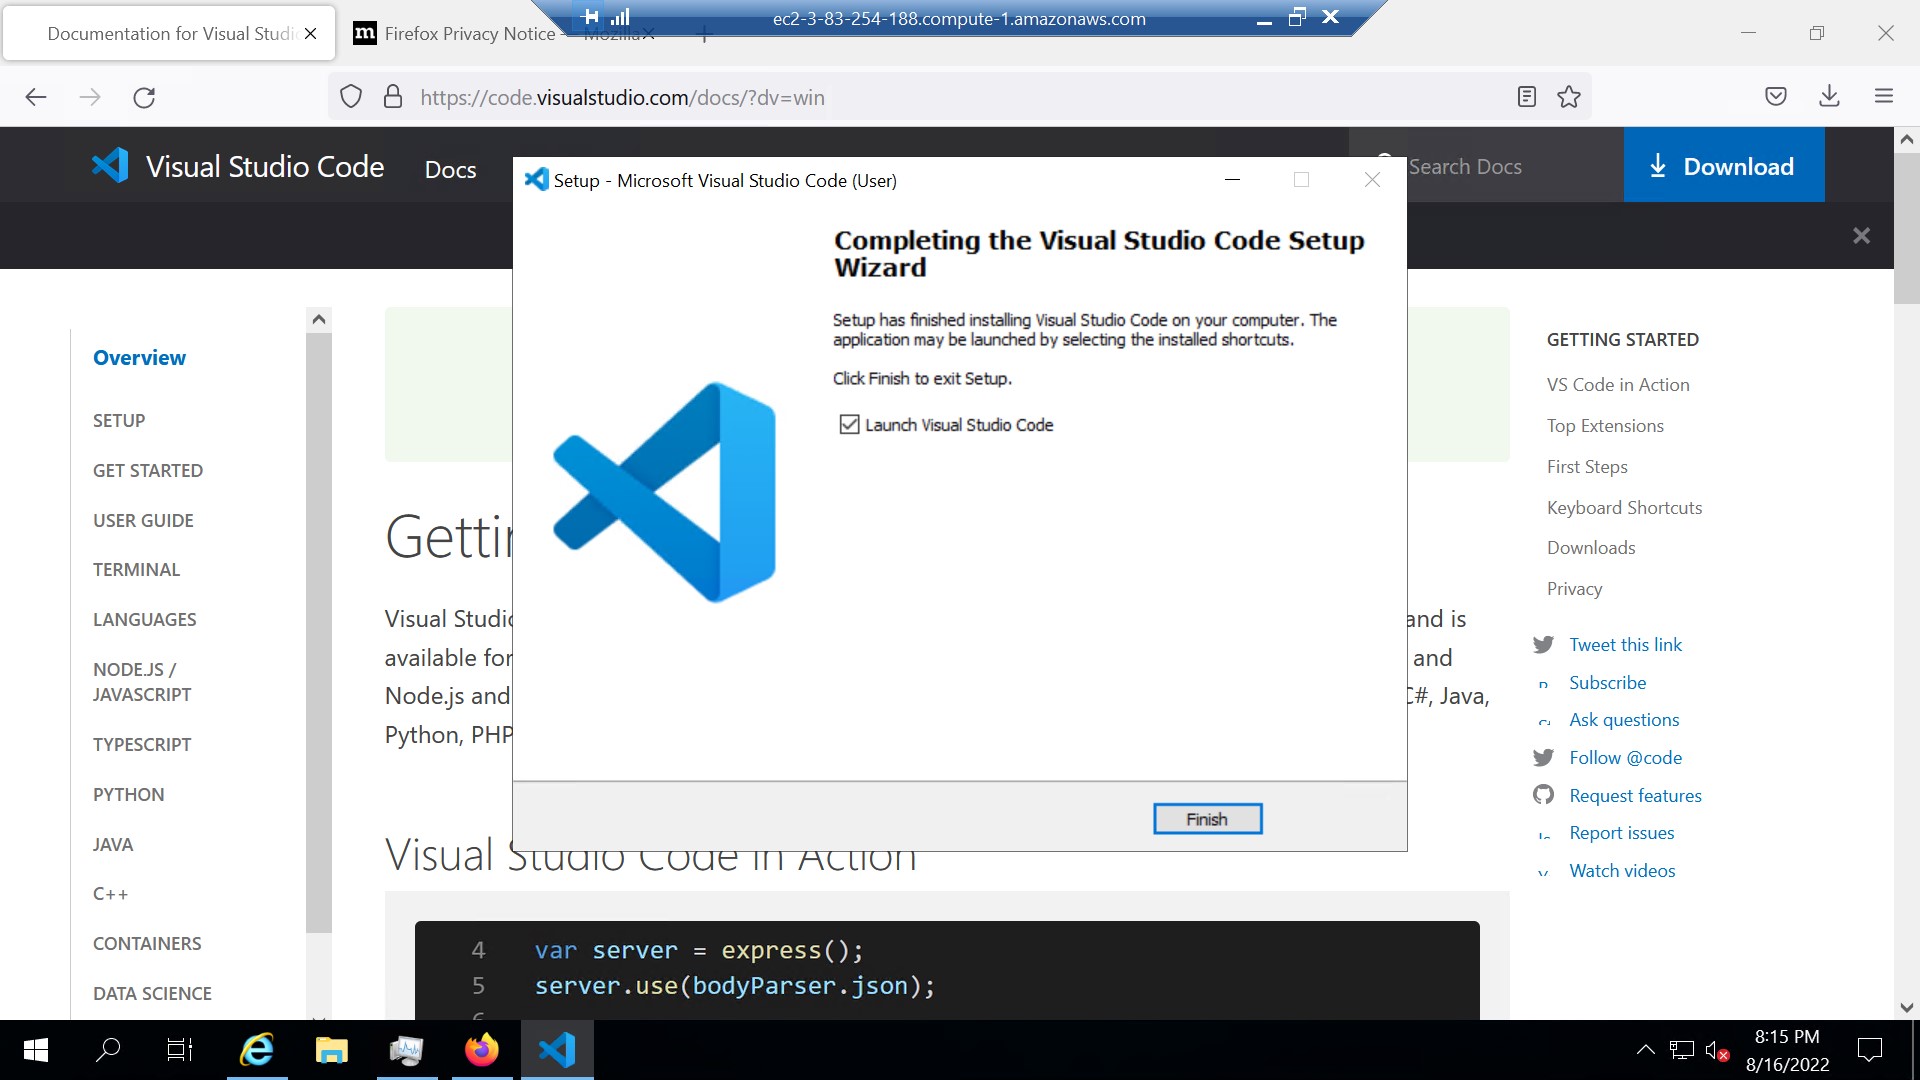 ec2-3-83-254-188.compute-1.amazonaws.com
Documentation for Visual Studi
Firefox Privacy Notice - Mozilla
https://code.visualstudio.com/docs/?dv=win
Visual Studio Code
Docs
Search Docs
Download
Setup - Microsoft Visual Studio Code (User)
Completing the Visual Studio Code Setup
Wizard
Setup has finished installing Visual Studio Code on your computer. The
application may be launched by selecting the installed shortcuts.
Click Finish to exit Setup.
Launch Visual Studio Code
Finish
Overview
SETUP
GET STARTED
USER GUIDE
TERMINAL
LANGUAGES
NODE.JS /
JAVASCRIPT
TYPESCRIPT
PYTHON
JAVA
C++
CONTAINERS
DATA SCIENCE
Getti
Visual Studi and is
available for and
Node.js and C#, Java,
Python, PHP
Visual Studio Code in Action
4 var server = express();
5 server.use(bodyParser.json);
6
GETTING STARTED
VS Code in Action
Top Extensions
First Steps
Keyboard Shortcuts
Downloads
Privacy
Tweet this link
Subscribe
Ask questions
Follow @code
Request features
Report issues
Watch videos
8:15 PM
8/16/2022